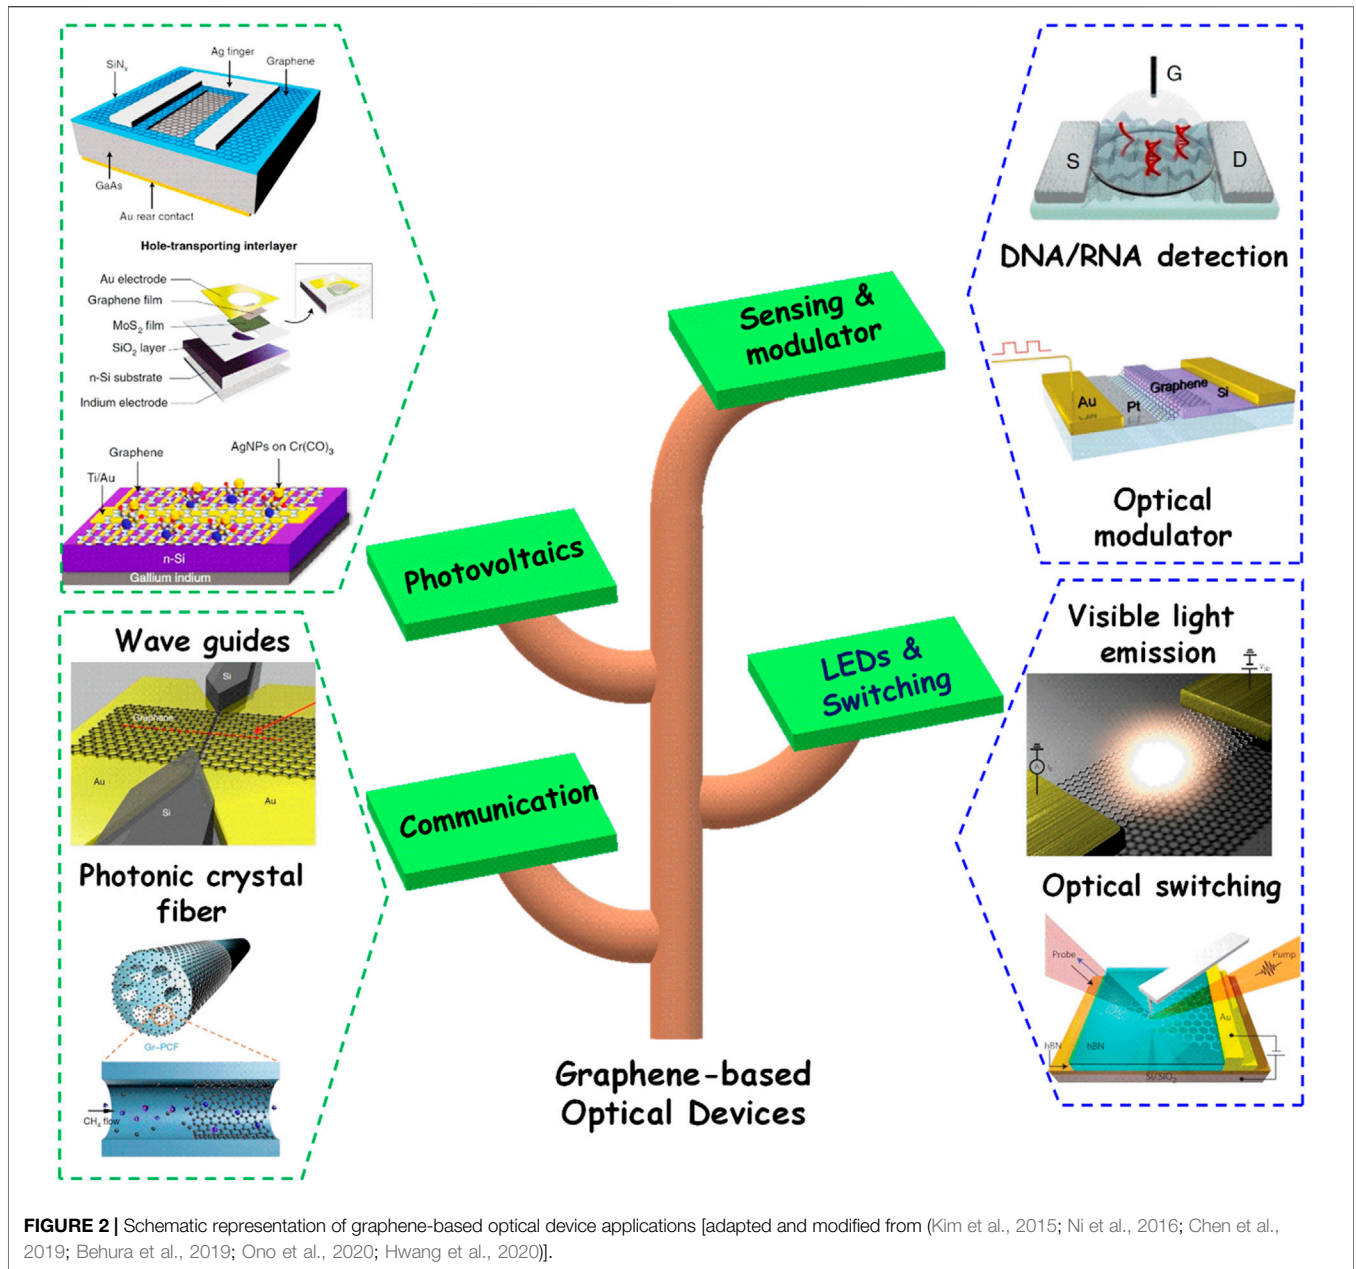 Ag finger
SiNx
Graphene
GaAs
Au rear contact
Hole-transporting interlayer
Au electrode
Graphene film
MoS2 film
SiO2 layer
n-Si substrate
Indium electrode
AgNPs on Cr(CO)3
Graphene
Ti/Au
n-Si
Gallium indium
Wave guides
Si
Graphene
Au
Au
Si
Photonic crystal
fiber
Gr-PCF
CH4 flow
Sensing &
modulator
Photovoltaics
LEDs &
Switching
Communication
Graphene-based
Optical Devices
G
S
D
DNA/RNA detection
Au
Pt
Graphene
Si
Optical
modulator
Visible light
emission
Optical switching
Probe
Pump
Au
hBN
hBN
Si/SiO2
FIGURE 2 | Schematic representation of graphene-based optical device applications [adapted and modified from (Kim et al., 2015; Ni et al., 2016; Chen et al.,
2019; Behura et al., 2019; Ono et al., 2020; Hwang et al., 2020)].